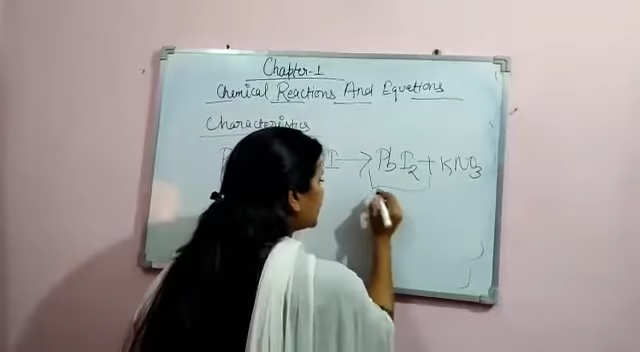 Chapter-1
Chemical Reactions And Equations
Characteristics
I → PbI2 + KNO3